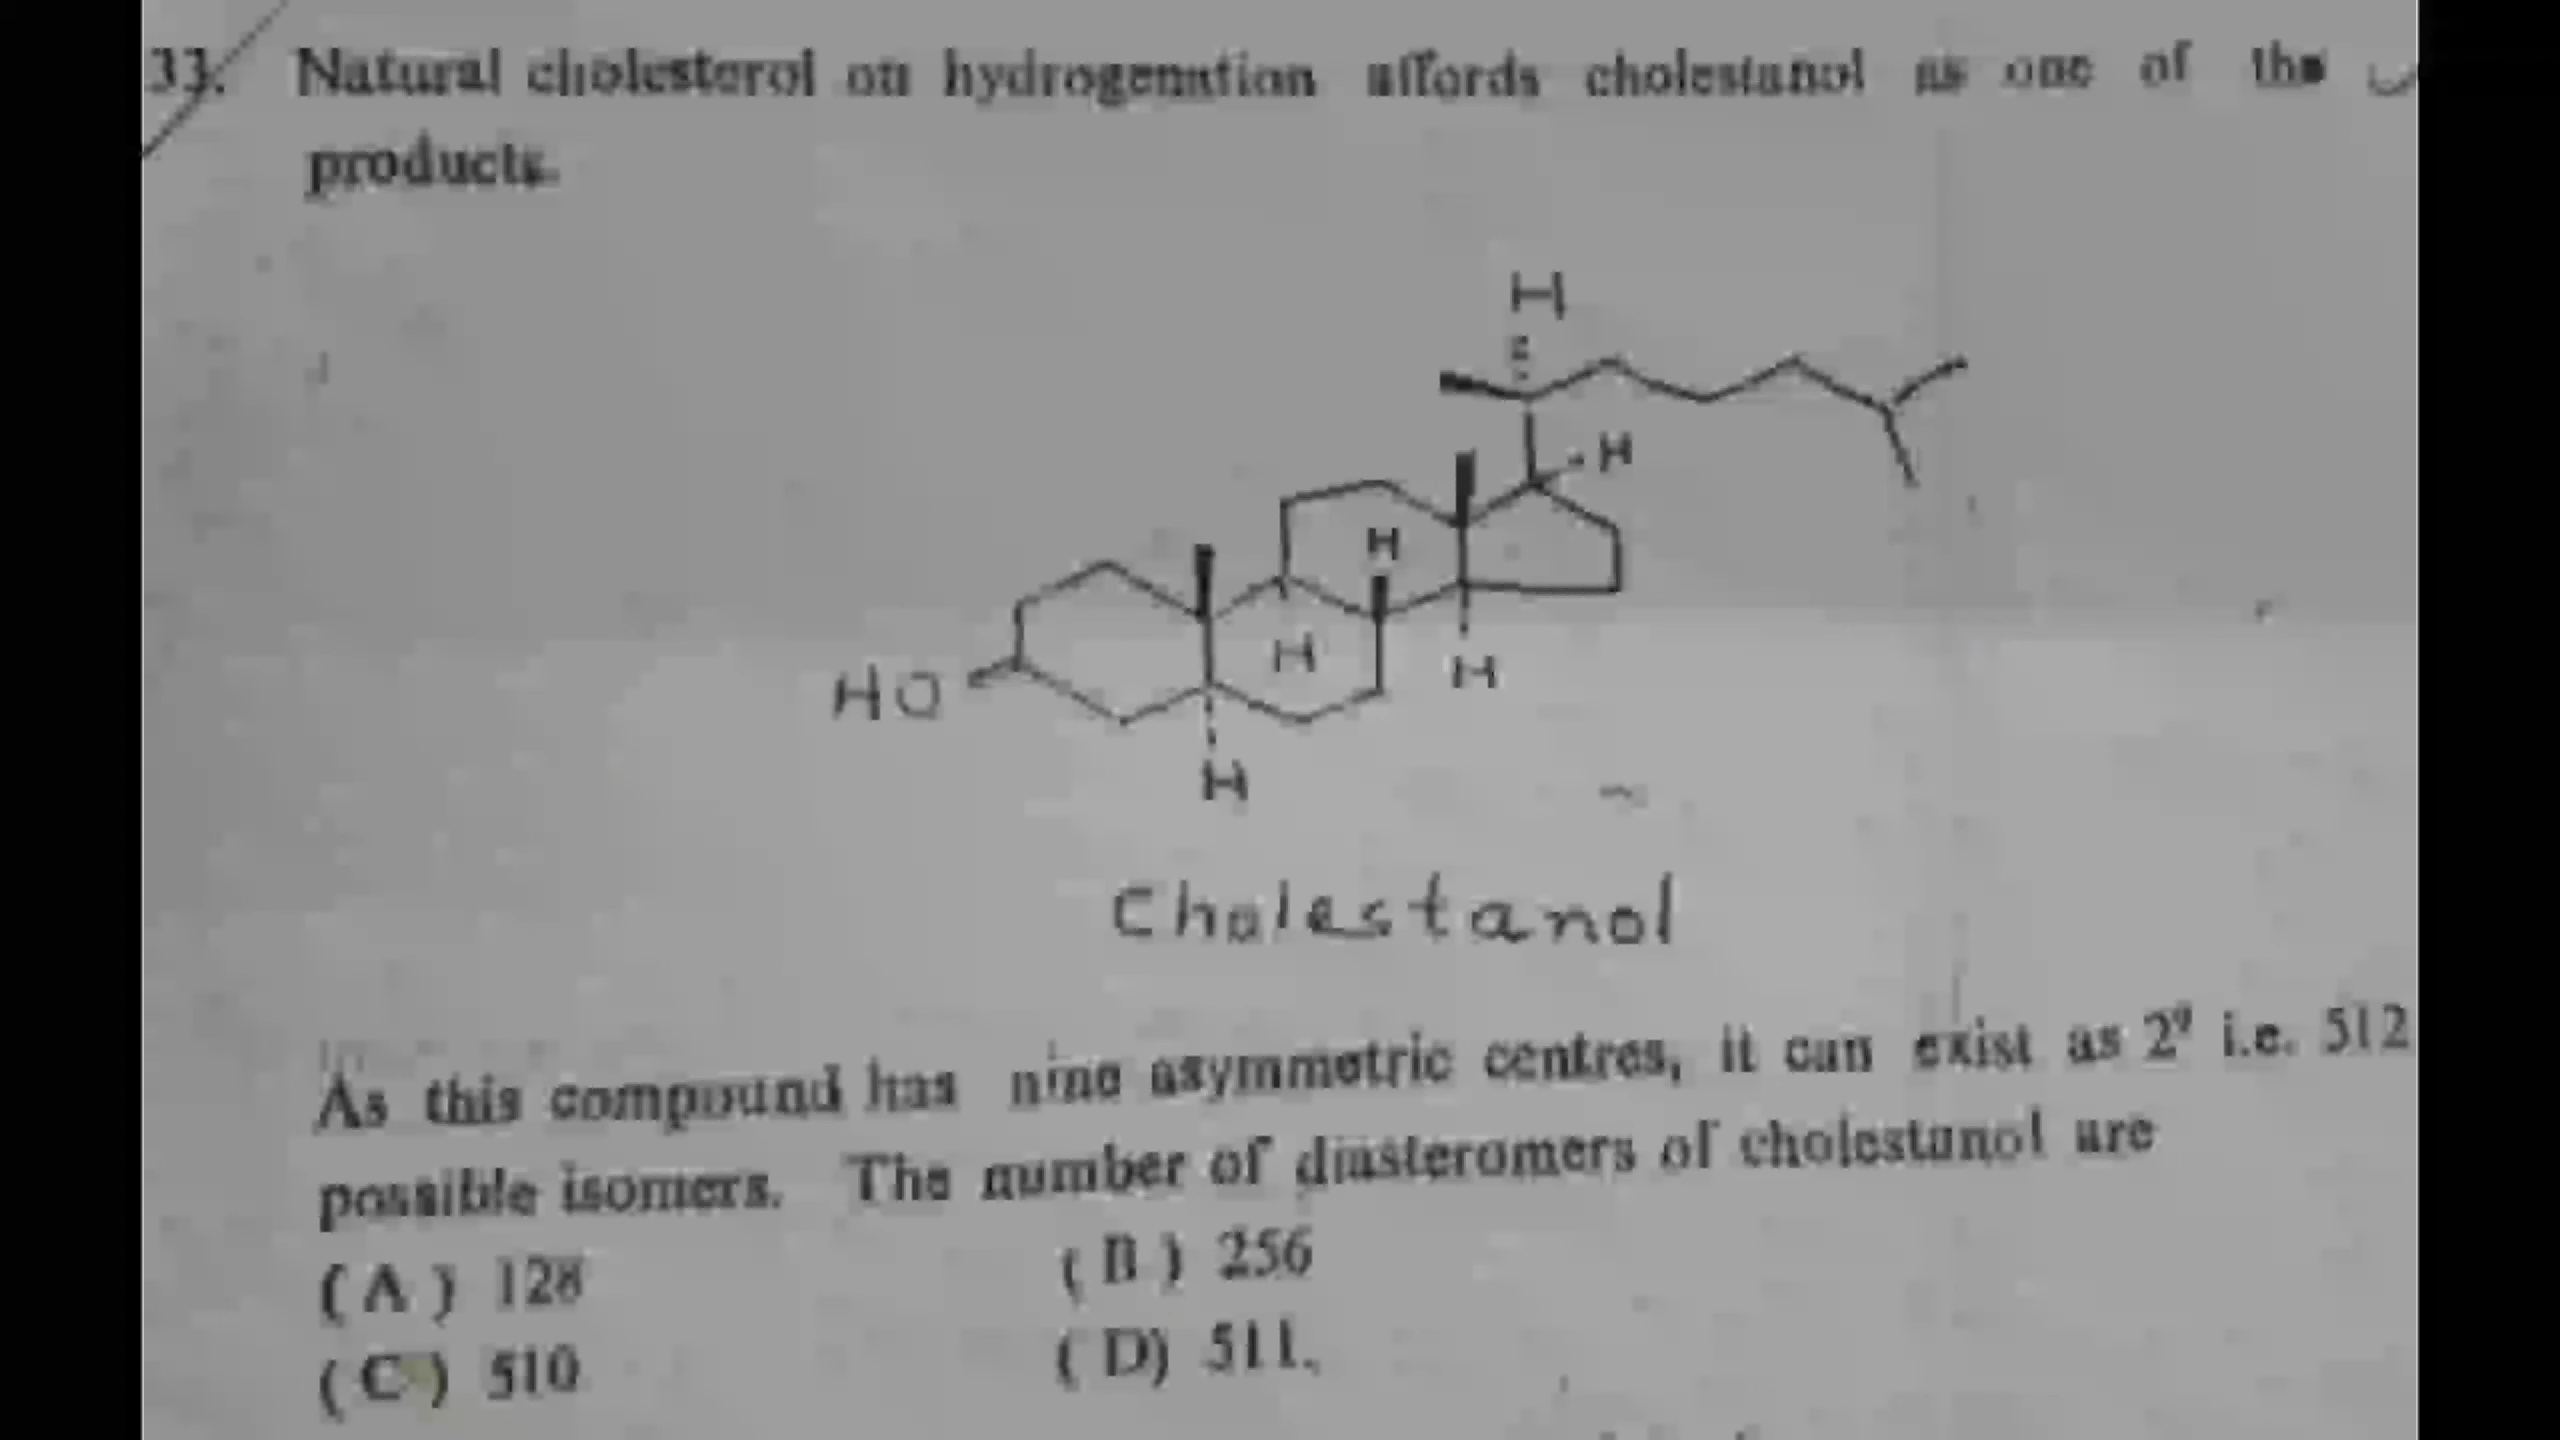 33. Natural cholesterol on hydrogenation affords cholestanol as one of the
products.
H
H
H
H
H
HO
H
Cholestanol
As this compound has nine asymmetric centres, it can exist as 2⁹ i.e. 512
possible isomers. The number of diasteromers of cholestanol are
(A) 128
(B) 256
(C) 510
(D) 511.